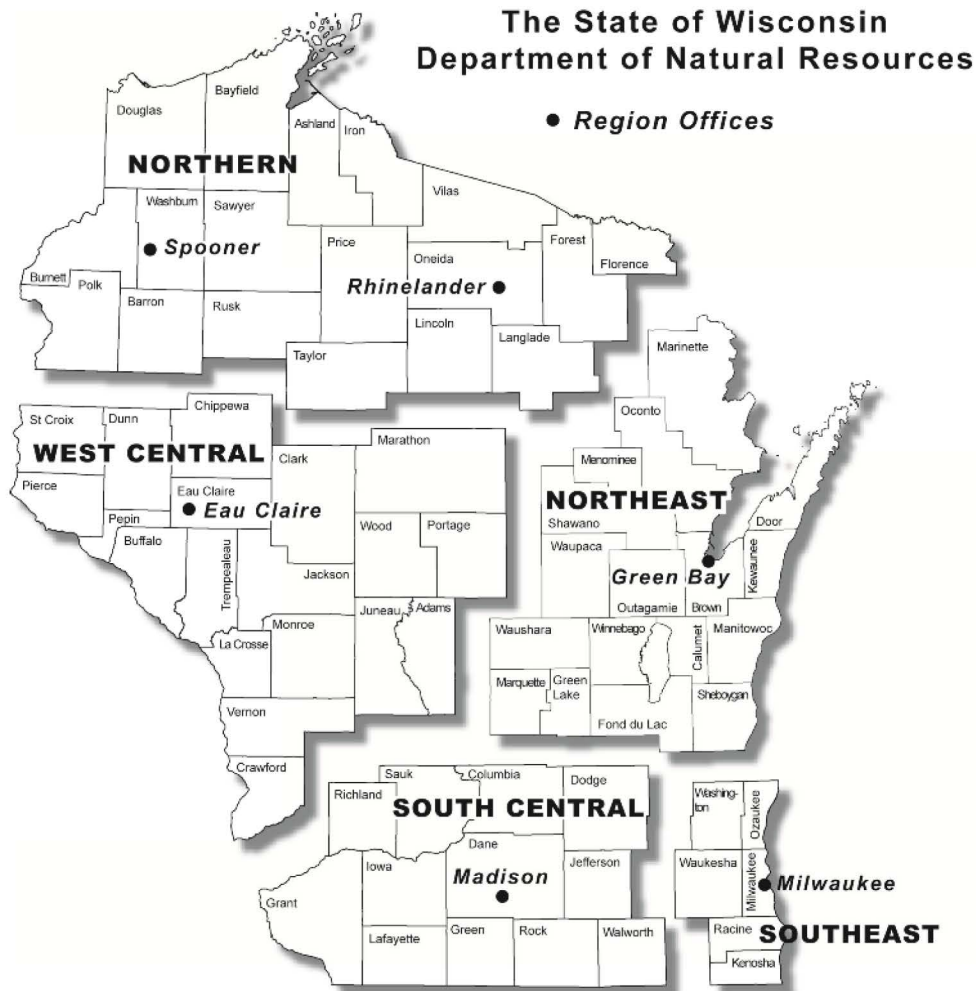 The State of Wisconsin
Department of Natural Resources
Region Offices
Douglas
Bayfield
Ashland
Iron
NORTHERN
Vilas
Washburn
Sawyer
Spooner
Price
Forest
Oneida
Florence
Burnett
Polk
Rhinelander
Barron
Rusk
Lincoln
Langlade
Taylor
Marinette
Chippewa
St Croix
Dunn
Oconto
WEST CENTRAL
Marathon
Clark
Menominee
Pierce
Eau Claire
Eau Claire
NORTHEAST
Pepin
Wood
Portage
Shawano
Door
Buffalo
Waupaca
Trempealeau
Kewaunee
Jackson
Green Bay
Juneau
Adams
Outagamie
Brown
Monroe
Waushara
Winnebago
Calumet
Manitowoc
La Crosse
Marquette
Green
Lake
Sheboygan
Vernon
Fond du Lac
Crawford
Sauk
Columbia
Dodge
Richland
SOUTH CENTRAL
Washing-
ton
Ozaukee
Dane
Iowa
Jefferson
Waukesha
Milwaukee
Madison
Milwaukee
Grant
Lafayette
Green
Rock
Walworth
Racine
SOUTHEAST
Kenosha